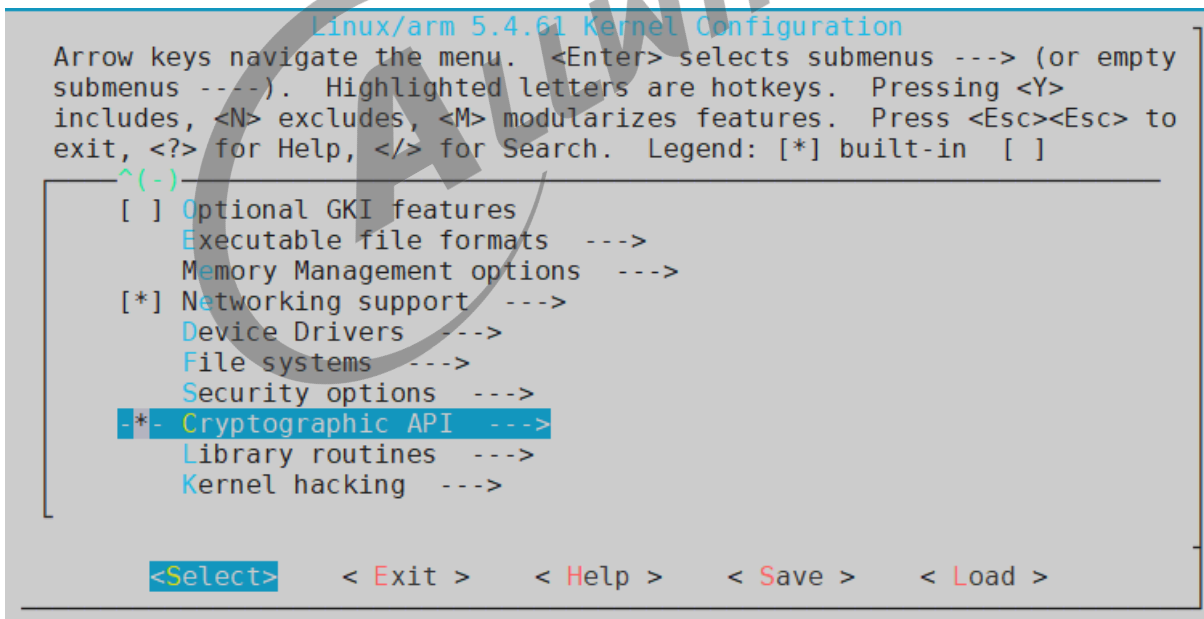 Linux/arm 5.4.61 Kernel Configuration
Arrow keys navigate the menu.  <Enter> selects submenus ---> (or empty
submenus ----).  Highlighted letters are hotkeys.  Pressing <Y>
includes, <N> excludes, <M> modularizes features.  Press <Esc><Esc> to
exit, <?> for Help, </> for Search.  Legend: [*] built-in  [ ]
^(-)
[ ] Optional GKI features
Executable file formats  --->
Memory Management options  --->
[*] Networking support  --->
Device Drivers  --->
File systems  --->
Security options  --->
-*- Cryptographic API  --->
Library routines  --->
Kernel hacking  --->
<Select>    < Exit >    < Help >    < Save >    < Load >